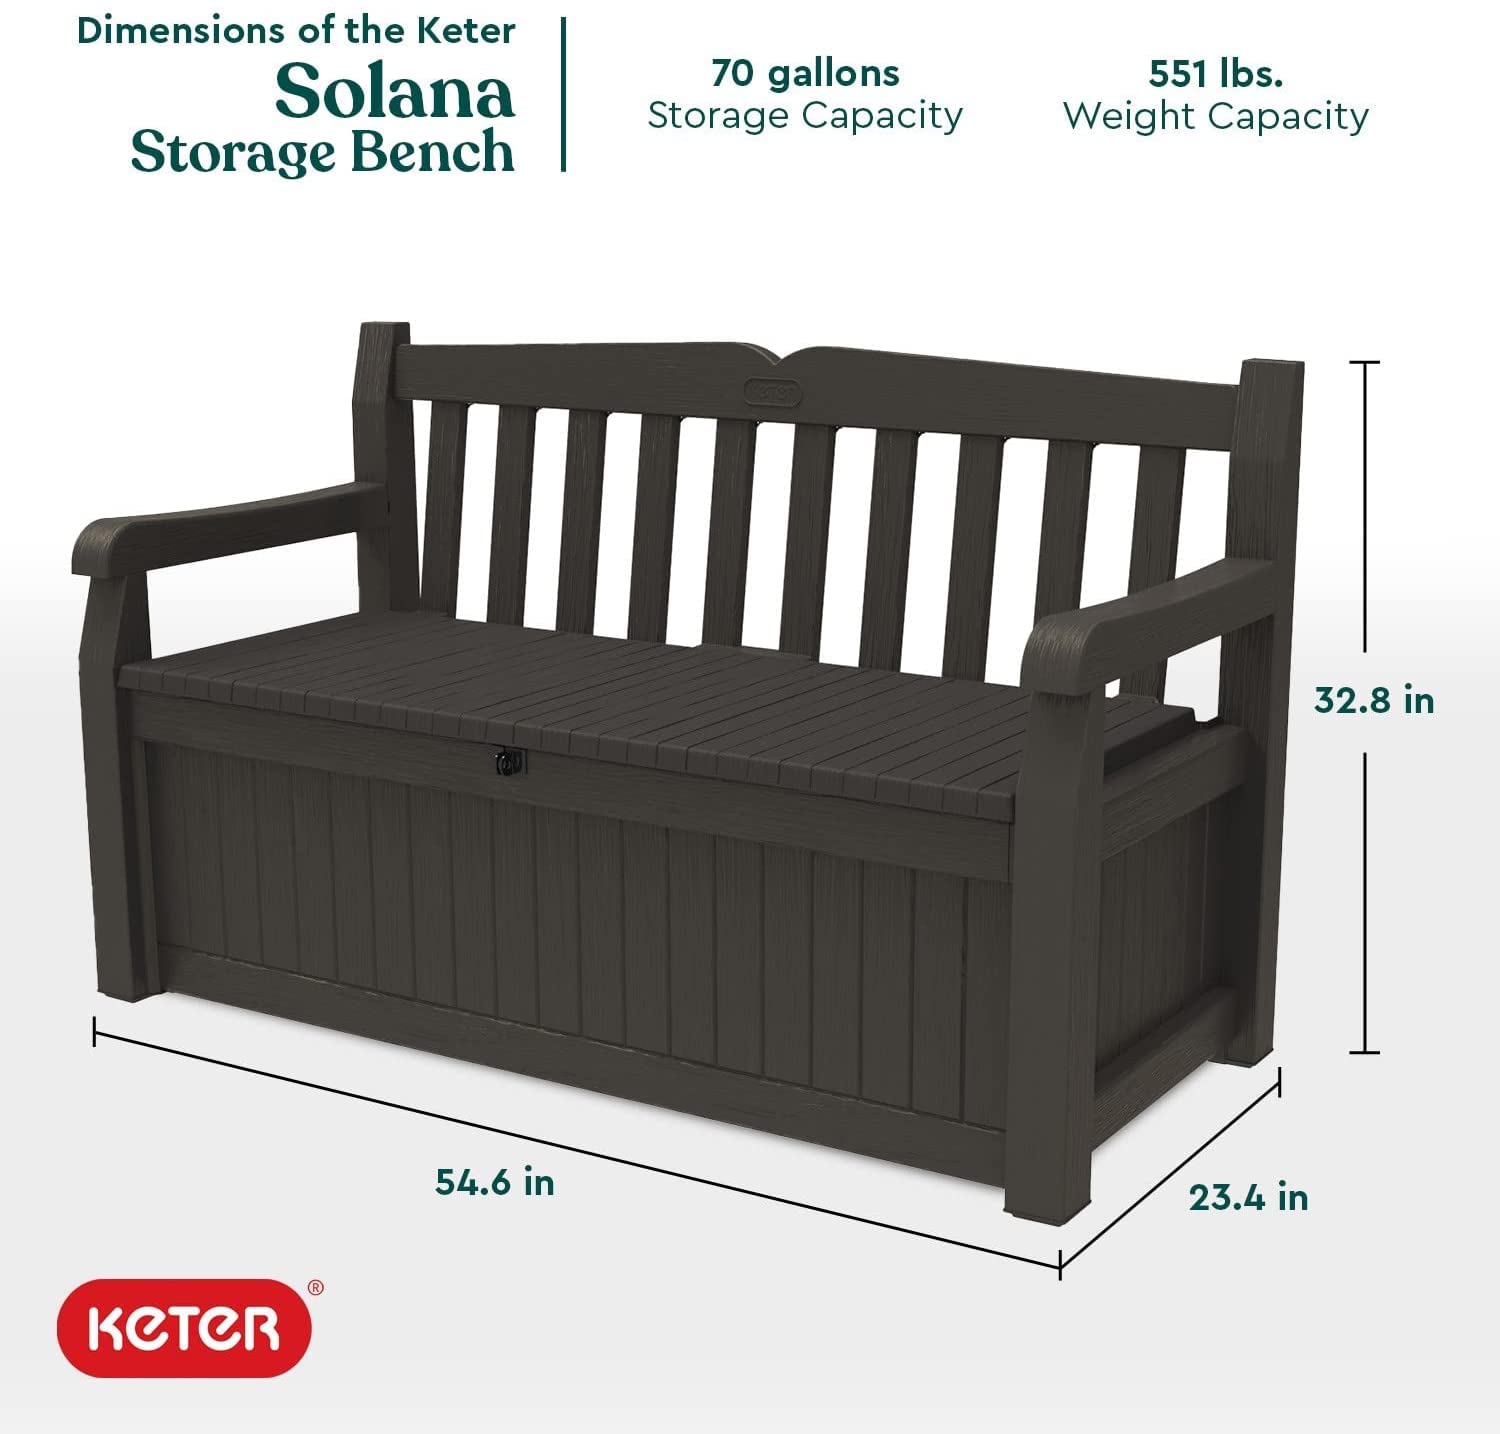 Dimensions of the Keter
Solana
Storage Bench
70 gallons
Storage Capacity
551 lbs.
Weight Capacity
KETER
32.8 in
54.6 in
23.4 in
KETER®